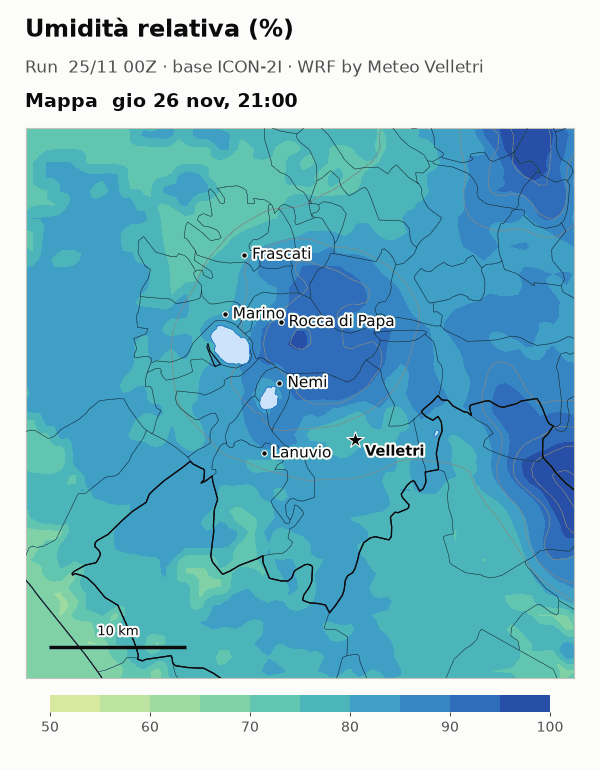 Umidità relativa (%)
Run  25/11 00Z · base ICON-2I · WRF by Meteo Velletri
Mappa  gio 26 nov, 21:00
Frascati
Marino
Rocca di Papa
Nemi
Velletri
Lanuvio
10 km
50 60 70 80 90 100